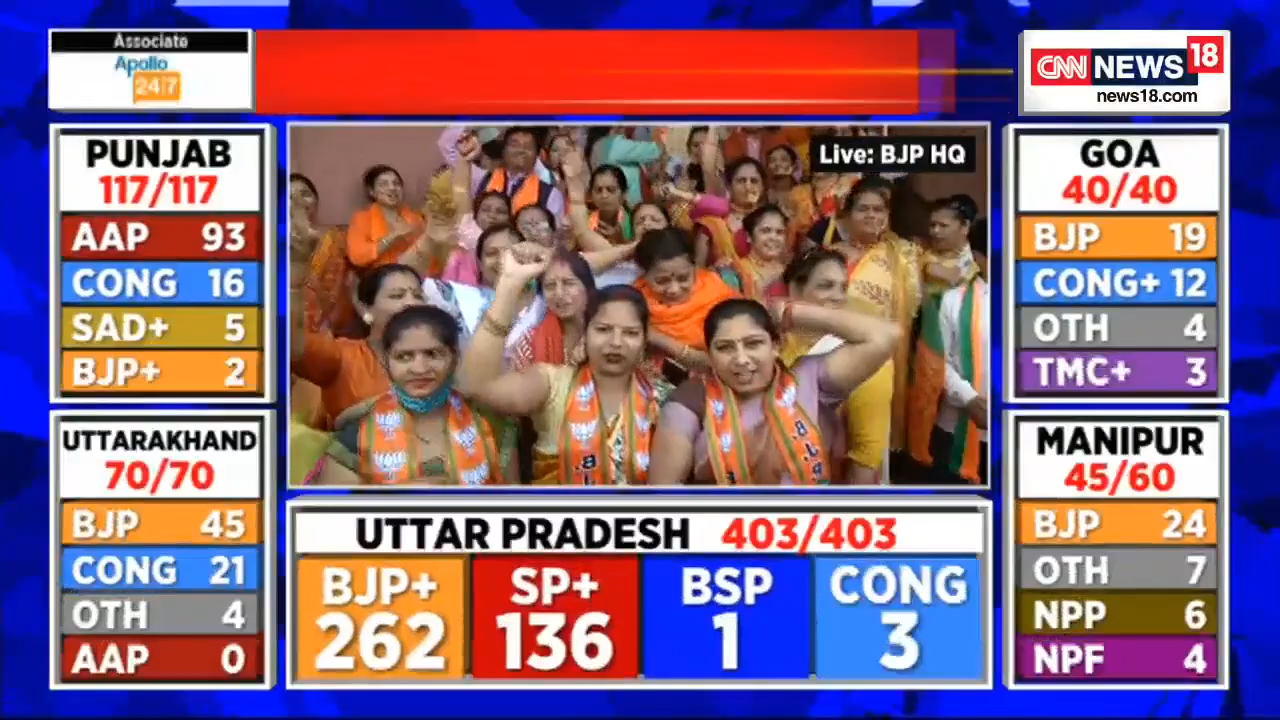 Associate
Apollo
24|7
CNN NEWS 18
news18.com
Live: BJP HQ
PUNJAB
117/117
AAP 93
CONG 16
SAD+ 5
BJP+ 2
UTTARAKHAND
70/70
BJP 45
CONG 21
OTH 4
AAP 0
UTTAR PRADESH 403/403
BJP+ SP+ BSP CONG
262 136 1 3
GOA
40/40
BJP 19
CONG+ 12
OTH 4
TMC+ 3
MANIPUR
45/60
BJP 24
OTH 7
NPP 6
NPF 4